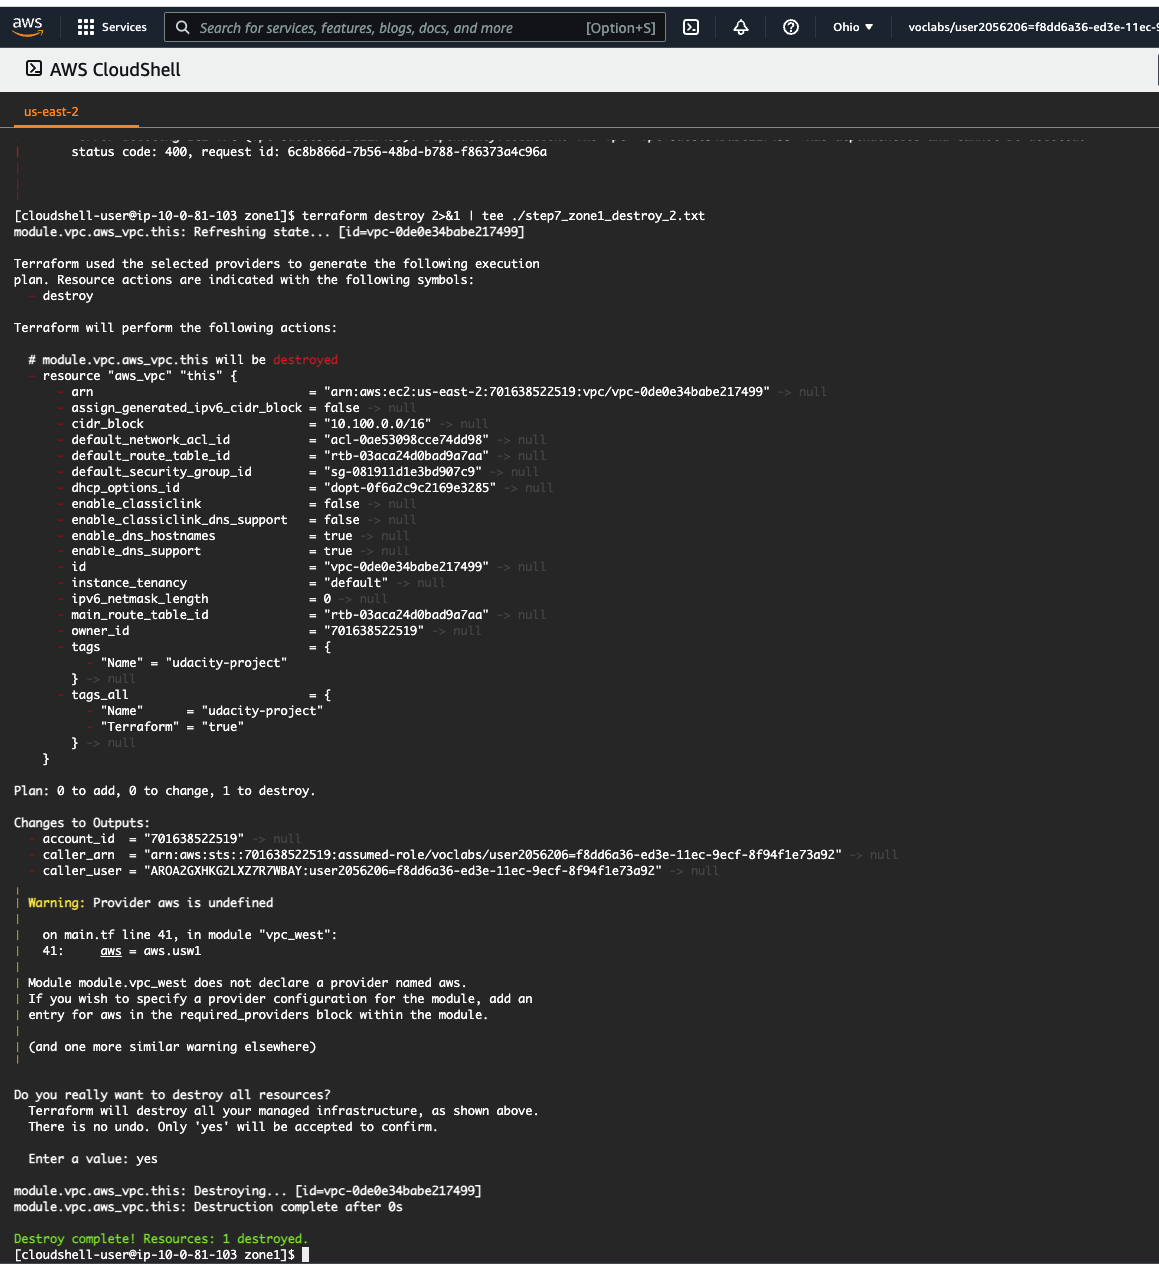 aws
Services
Search for services, features, blogs, docs, and more
[Option+S]
Ohio ▼
voclabs/user2056206=f8dd6a36-ed3e-11ec-9
AWS CloudShell
us-east-2
status code: 400, request id: 6c8b866d-7b56-48bd-b788-f86373a4c96a
[cloudshell-user@ip-10-0-81-103 zone1]$ terraform destroy 2>&1 | tee ./step7_zone1_destroy_2.txt
module.vpc.aws_vpc.this: Refreshing state... [id=vpc-0de0e34babe217499]
Terraform used the selected providers to generate the following execution
plan. Resource actions are indicated with the following symbols:
- destroy
Terraform will perform the following actions:
# module.vpc.aws_vpc.this will be destroyed
- resource "aws_vpc" "this" {
- arn = "arn:aws:ec2:us-east-2:701638522519:vpc/vpc-0de0e34babe217499" -> null
- assign_generated_ipv6_cidr_block = false -> null
- cidr_block = "10.100.0.0/16" -> null
- default_network_acl_id = "acl-0ae53098cce74dd98" -> null
- default_route_table_id = "rtb-03aca24d0bad9a7aa" -> null
- default_security_group_id = "sg-081911d1e3bd907c9" -> null
- dhcp_options_id = "dopt-0f6a2c9c2169e3285" -> null
- enable_classiclink = false -> null
- enable_classiclink_dns_support = false -> null
- enable_dns_hostnames = true -> null
- enable_dns_support = true -> null
- id = "vpc-0de0e34babe217499" -> null
- instance_tenancy = "default" -> null
- ipv6_netmask_length = 0 -> null
- main_route_table_id = "rtb-03aca24d0bad9a7aa" -> null
- owner_id = "701638522519" -> null
- tags = {
- "Name" = "udacity-project"
} -> null
- tags_all = {
- "Name" = "udacity-project"
- "Terraform" = "true"
} -> null
}
Plan: 0 to add, 0 to change, 1 to destroy.
Changes to Outputs:
- account_id = "701638522519" -> null
- caller_arn = "arn:aws:sts::701638522519:assumed-role/voclabs/user2056206=f8dd6a36-ed3e-11ec-9ecf-8f94f1e73a92" -> null
- caller_user = "AROA2GXHKG2LXZ7R7WBAY:user2056206=f8dd6a36-ed3e-11ec-9ecf-8f94f1e73a92" -> null
Warning: Provider aws is undefined
on main.tf line 41, in module "vpc_west":
41: aws = aws.usw1
Module module.vpc_west does not declare a provider named aws.
If you wish to specify a provider configuration for the module, add an
entry for aws in the required_providers block within the module.
(and one more similar warning elsewhere)
Do you really want to destroy all resources?
Terraform will destroy all your managed infrastructure, as shown above.
There is no undo. Only 'yes' will be accepted to confirm.
Enter a value: yes
module.vpc.aws_vpc.this: Destroying... [id=vpc-0de0e34babe217499]
module.vpc.aws_vpc.this: Destruction complete after 0s
Destroy complete! Resources: 1 destroyed.
[cloudshell-user@ip-10-0-81-103 zone1]$